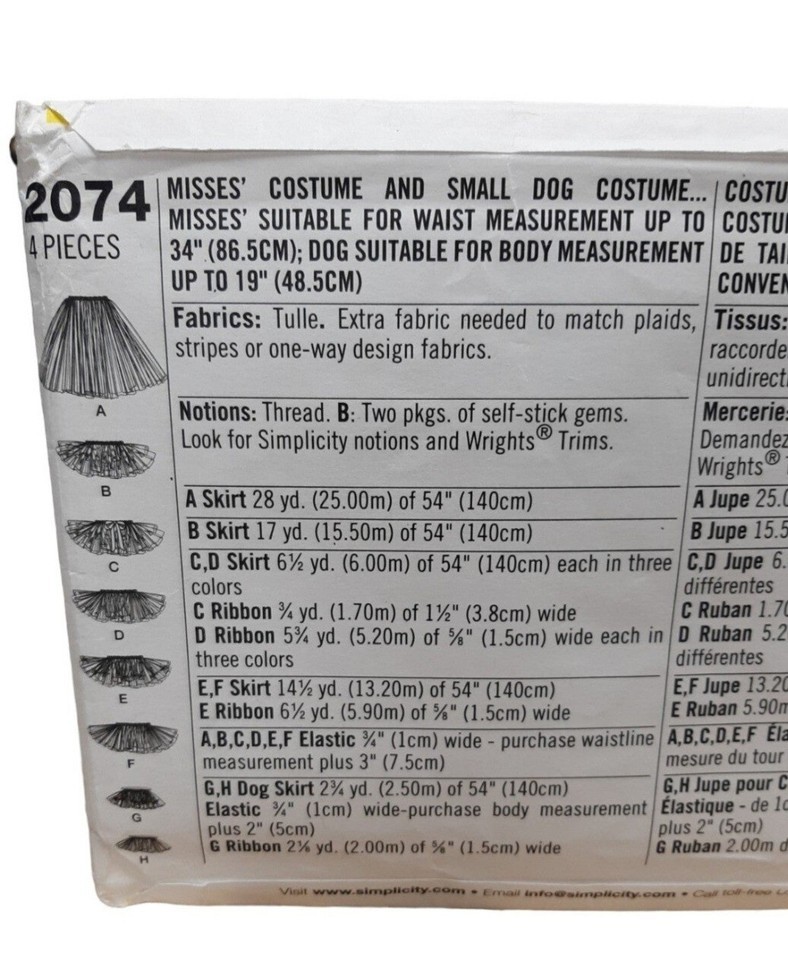 2074
4 PIECES
A
B
C
D
E
F
G
H
MISSES' COSTUME AND SMALL DOG COSTUME...
MISSES' SUITABLE FOR WAIST MEASUREMENT UP TO
34" (86.5CM); DOG SUITABLE FOR BODY MEASUREMENT
UP TO 19" (48.5CM)
Fabrics: Tulle. Extra fabric needed to match plaids,
stripes or one-way design fabrics.
Notions: Thread. B: Two pkgs. of self-stick gems.
Look for Simplicity notions and Wrights® Trims.
A Skirt 28 yd. (25.00m) of 54" (140cm)
B Skirt 17 yd. (15.50m) of 54" (140cm)
C,D Skirt 6½ yd. (6.00m) of 54" (140cm) each in three
colors
C Ribbon ¾ yd. (1.70m) of 1½" (3.8cm) wide
D Ribbon 5¾ yd. (5.20m) of ⅝" (1.5cm) wide each in
three colors
E,F Skirt 14½ yd. (13.20m) of 54" (140cm)
E Ribbon 6½ yd. (5.90m) of ⅝" (1.5cm) wide
A,B,C,D,E,F Elastic ¾" (1cm) wide - purchase waistline
measurement plus 3" (7.5cm)
G,H Dog Skirt 2¾ yd. (2.50m) of 54" (140cm)
Elastic ¾" (1cm) wide-purchase body measurement
plus 2" (5cm)
G Ribbon 2⅛ yd. (2.00m) of ⅝" (1.5cm) wide
COSTU
COSTU
DE TAI
CONVEN
Tissus:
raccorde
unidirect
Mercerie:
Demandez
Wrights®
A Jupe 25.0
B Jupe 15.5
C,D Jupe 6.
différentes
C Ruban 1.70
D Ruban 5.2
différentes
E,F Jupe 13.20
E Ruban 5.90m
A,B,C,D,E,F Éla
mesure du tour
G,H Jupe pour C
Élastique - de 1c
plus 2" (5cm)
G Ruban 2.00m d
Visit www.simplicity.com • Email info@simplicity.com • Call toll-free